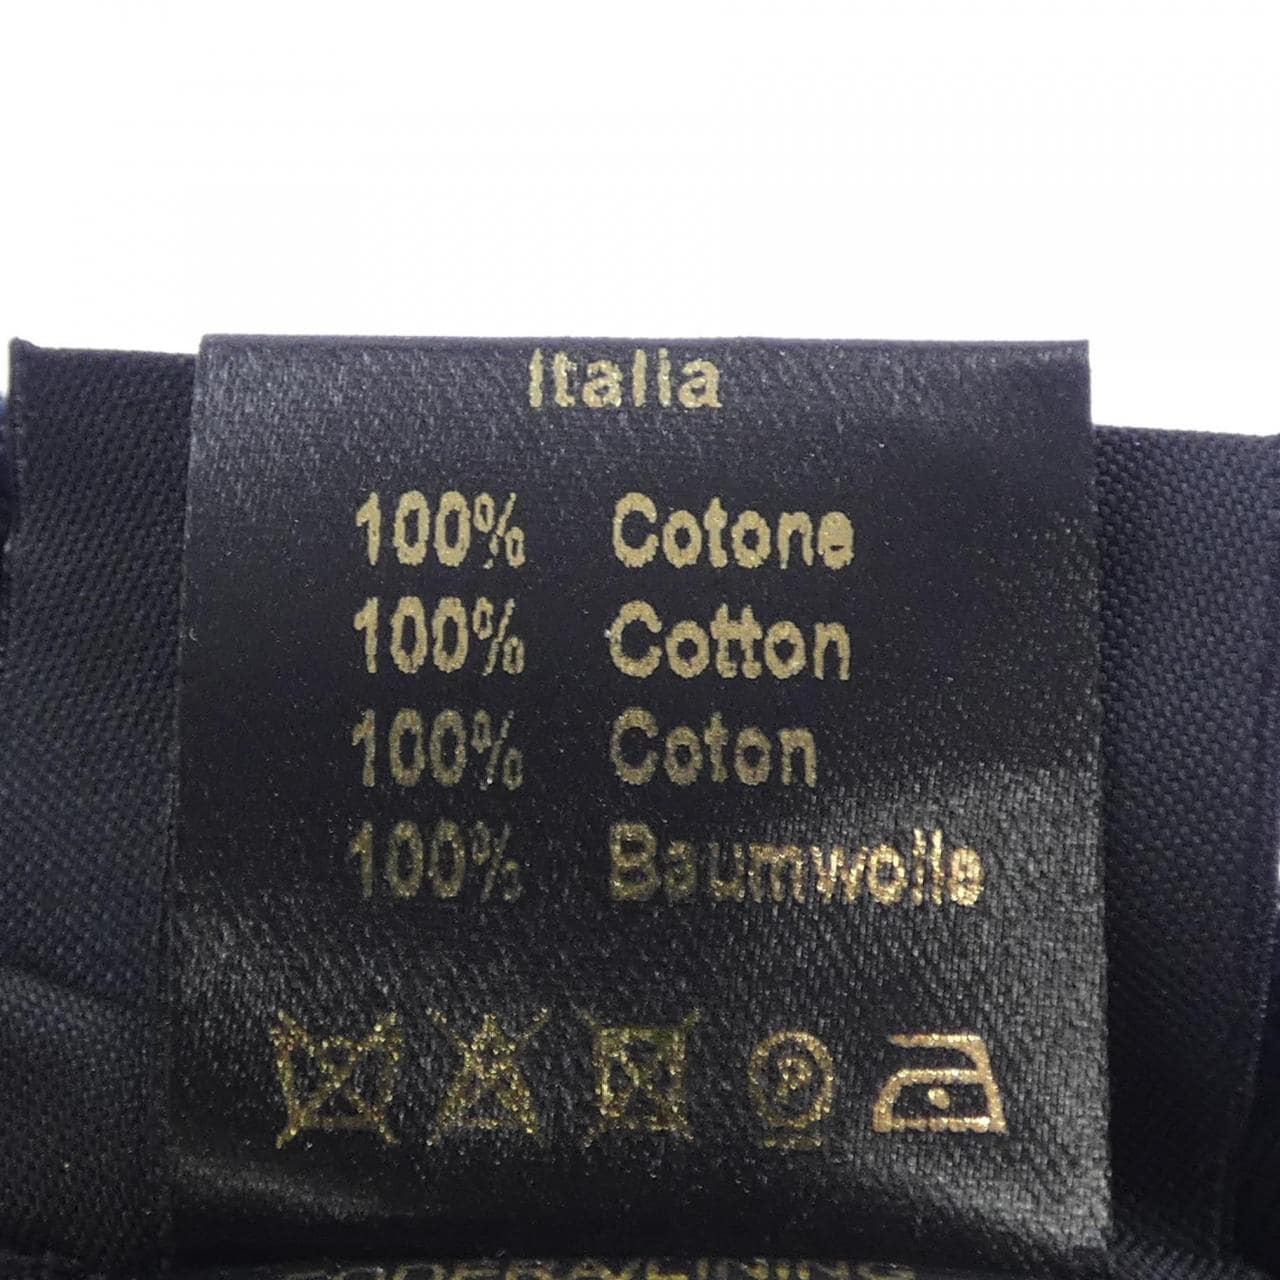 Italia
100% Cotone
100% Cotton
100% Coton
100% Baumwolle
P